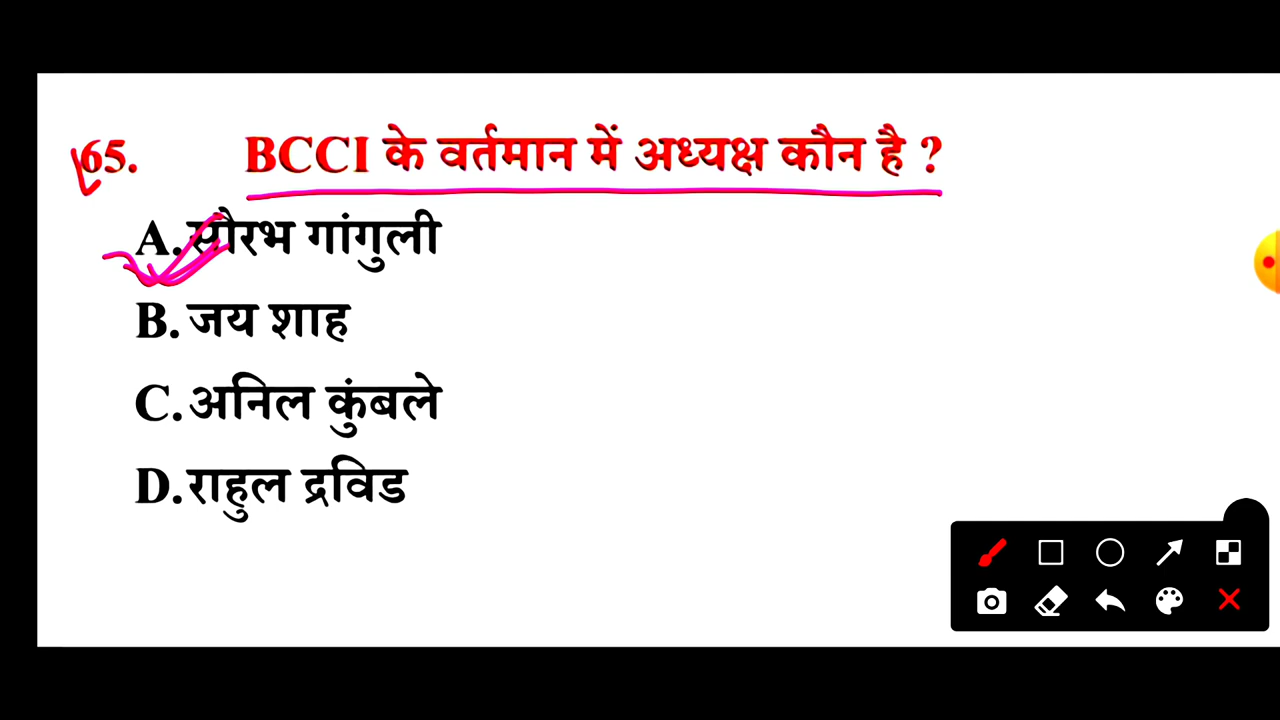 65. BCCI के वर्तमान में अध्यक्ष कौन है ?
A. सौरभ गांगुली
B. जय शाह
C. अनिल कुंबले
D. राहुल द्रविड